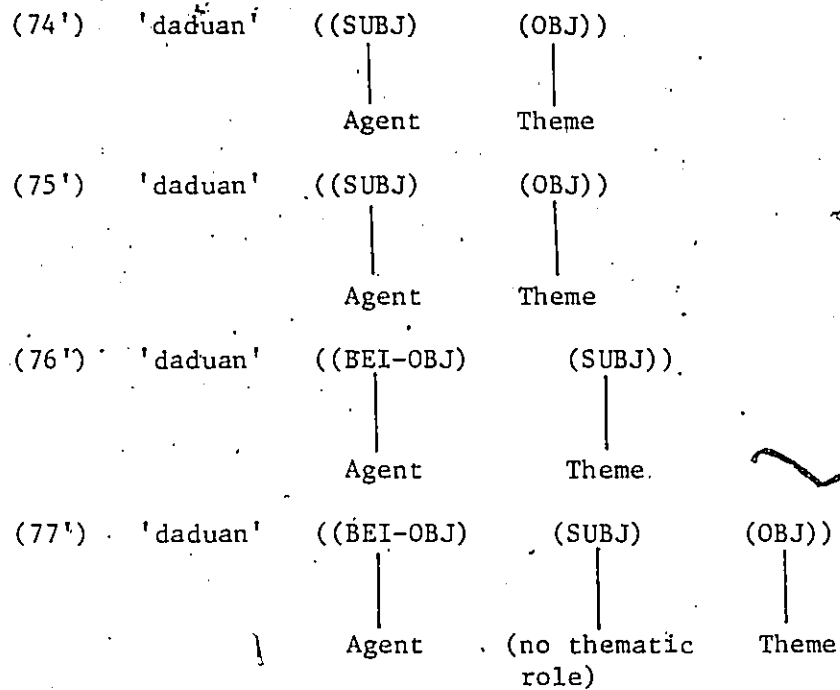 (74') 'daduan' ((SUBJ) (OBJ))
Agent Theme
(75') 'daduan' ((SUBJ) (OBJ))
Agent Theme
(76') 'daduan' ((BEI-OBJ) (SUBJ))
Agent Theme
(77') 'daduan' ((BEI-OBJ) (SUBJ) (OBJ))
Agent (no thematic Theme
role)